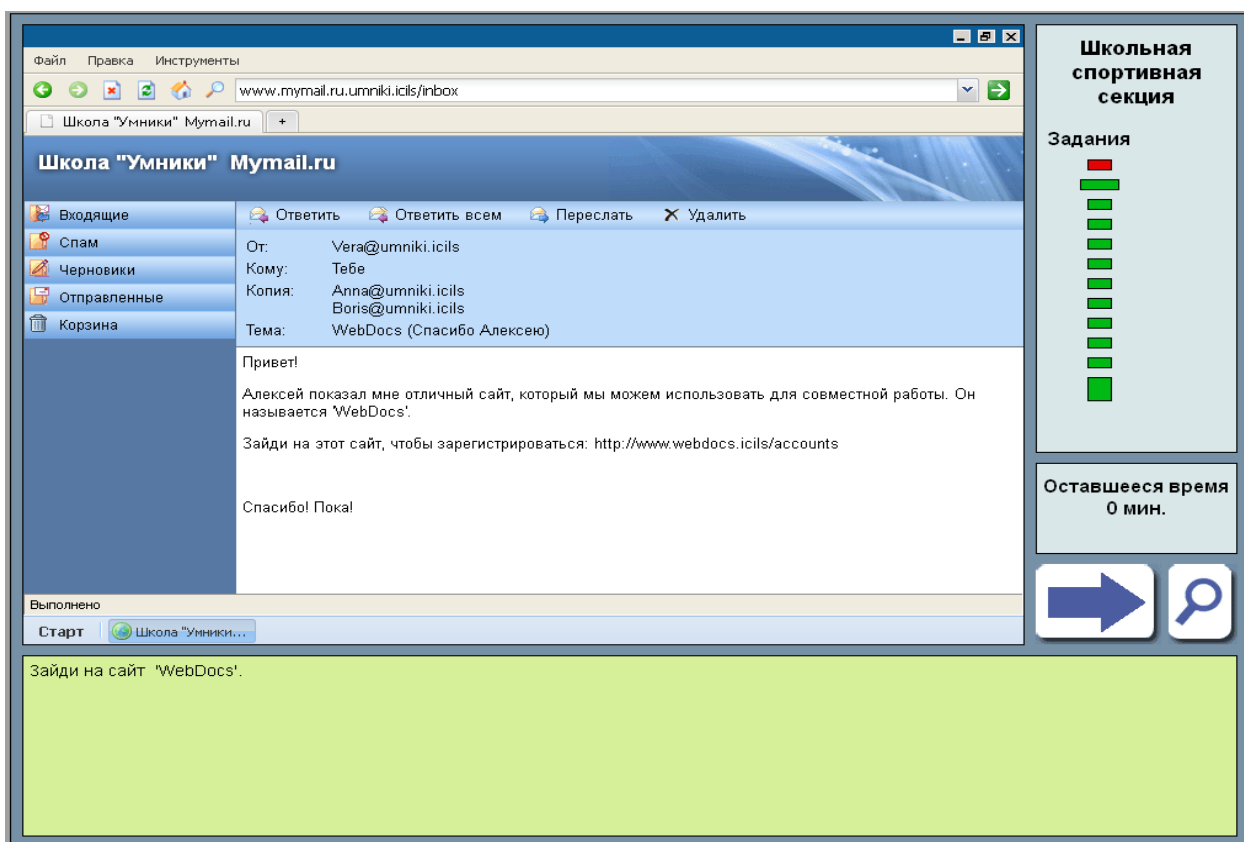 Файл Правка Инструменты
www.mymail.ru.umniki.icils/inbox
Школа "Умники" Mymail.ru +
Школа "Умники" Mymail.ru
Входящие
Спам
Черновики
Отправленные
Корзина
Ответить Ответить всем Переслать Удалить
От: Vera@umniki.icils
Кому: Тебе
Копия: Anna@umniki.icils
Boris@umniki.icils
Тема: WebDocs (Спасибо Алексею)
Привет!
Алексей показал мне отличный сайт, который мы можем использовать для совместной работы. Он
называется 'WebDocs'.
Зайди на этот сайт, чтобы зарегистрироваться: http://www.webdocs.icils/accounts
Спасибо! Пока!
Выполнено
Старт Школа "Умники...
Школьная
спортивная
секция
Задания
Оставшееся время
0 мин.
Зайди на сайт 'WebDocs'.